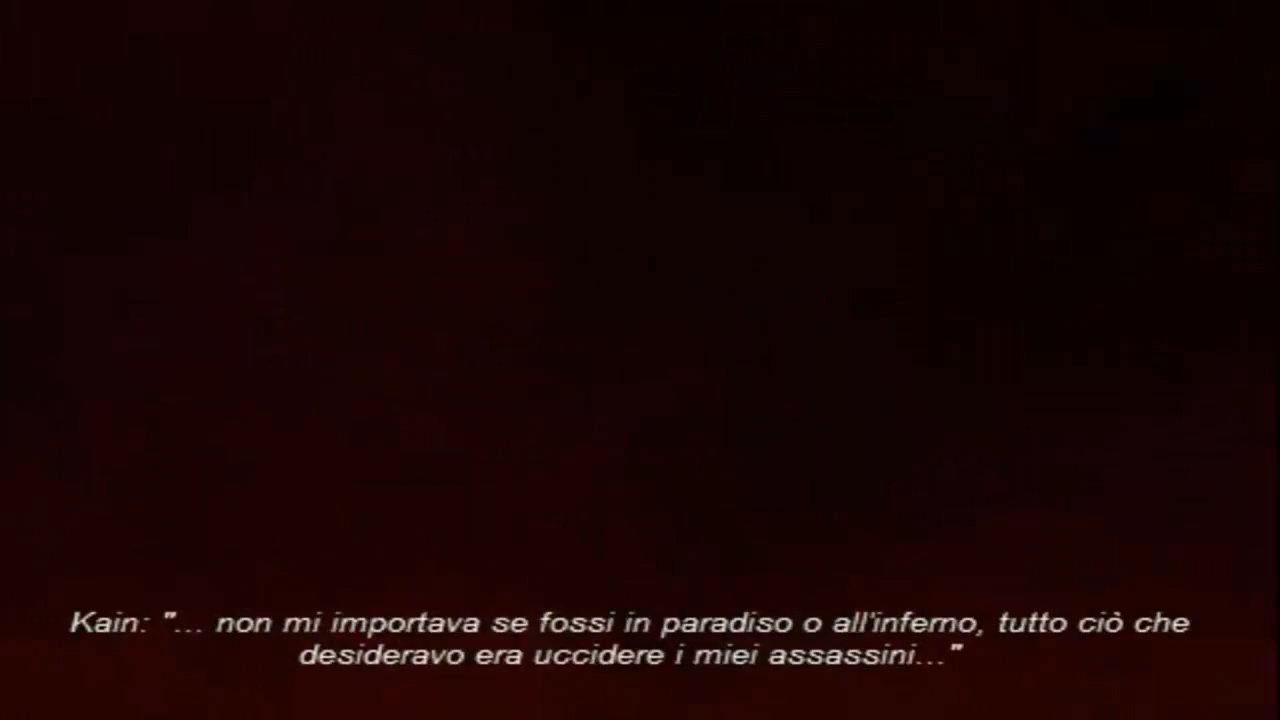 Kain: "... non mi importava se fossi in paradiso o all'inferno, tutto ciò che
desideravo era uccidere i miei assassini..."